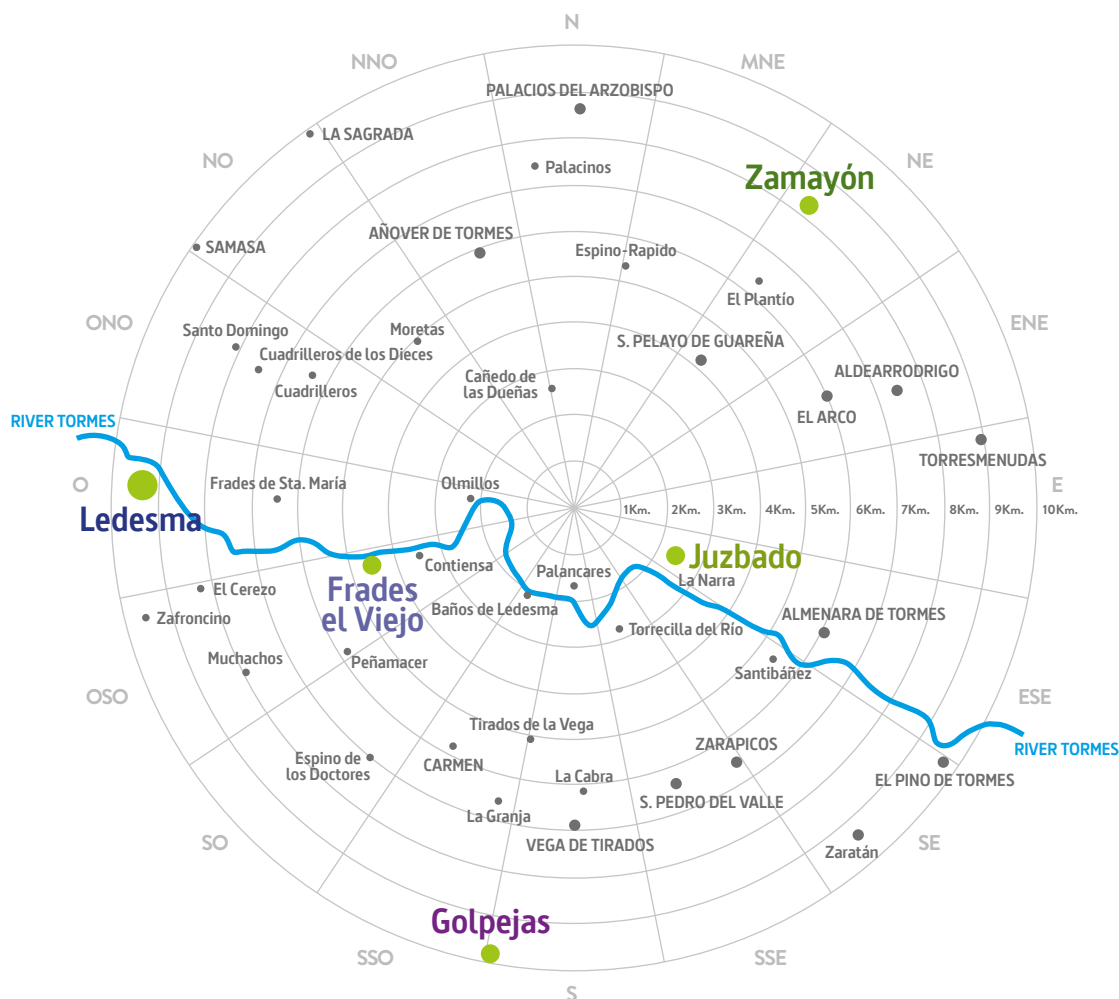 N
NNO
MNE
PALACIOS DEL ARZOBISPO
LA SAGRADA
NO
NE
Palacinos
Zamayón
AÑOVER DE TORMES
SAMASA
Espino-Rapido
El Plantío
ONO
ENE
Santo Domingo
Moretas
S. PELAYO DE GUAREÑA
Cuadrilleros de los Dieces
Cuadrilleros
Cañedo de
las Dueñas
ALDEARRODRIGO
EL ARCO
RIVER TORMES
TORRESMENUDAS
O
Frades de Sta. María
Olmillos
E
Ledesma
1Km.
2Km.
3Km.
4Km.
5Km.
6Km.
7Km.
8Km.
9Km.
10Km.
Juzbado
Contiensa
Palancares
La Narra
El Cerezo
Frades
el Viejo
Baños de Ledesma
Zafroncino
Torrecilla del Río
ALMENARA DE TORMES
Muchachos
Peñamacer
Santibáñez
OSO
ESE
Tirados de la Vega
ZARAPICOS
RIVER TORMES
Espino de
los Doctores
CARMEN
La Cabra
EL PINO DE TORMES
S. PEDRO DEL VALLE
La Granja
VEGA DE TIRADOS
SO
SE
Zaratán
Golpejas
SSO
SSE
S